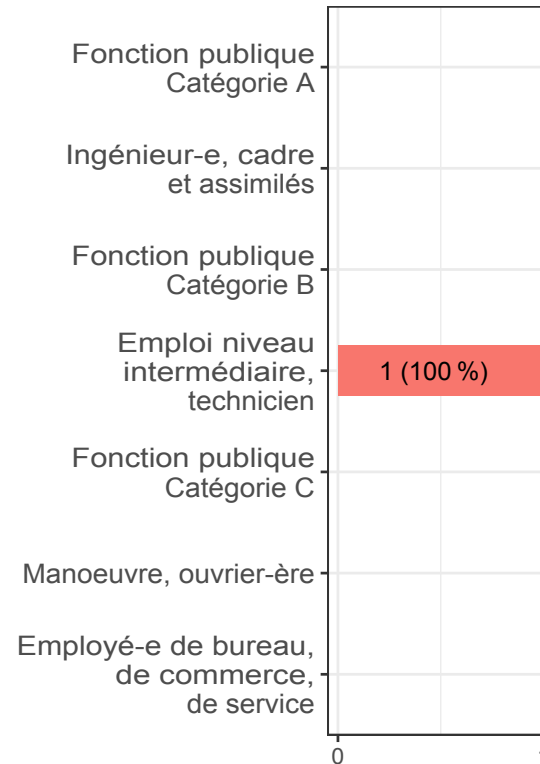 Fonction publique
Catégorie A
Ingénieur-e, cadre
et assimilés
Fonction publique
Catégorie B
Emploi niveau
intermédiaire,
technicien
1 (100 %)
Fonction publique
Catégorie C
Manoeuvre, ouvrier-ère
Employé-e de bureau,
de commerce,
de service
0